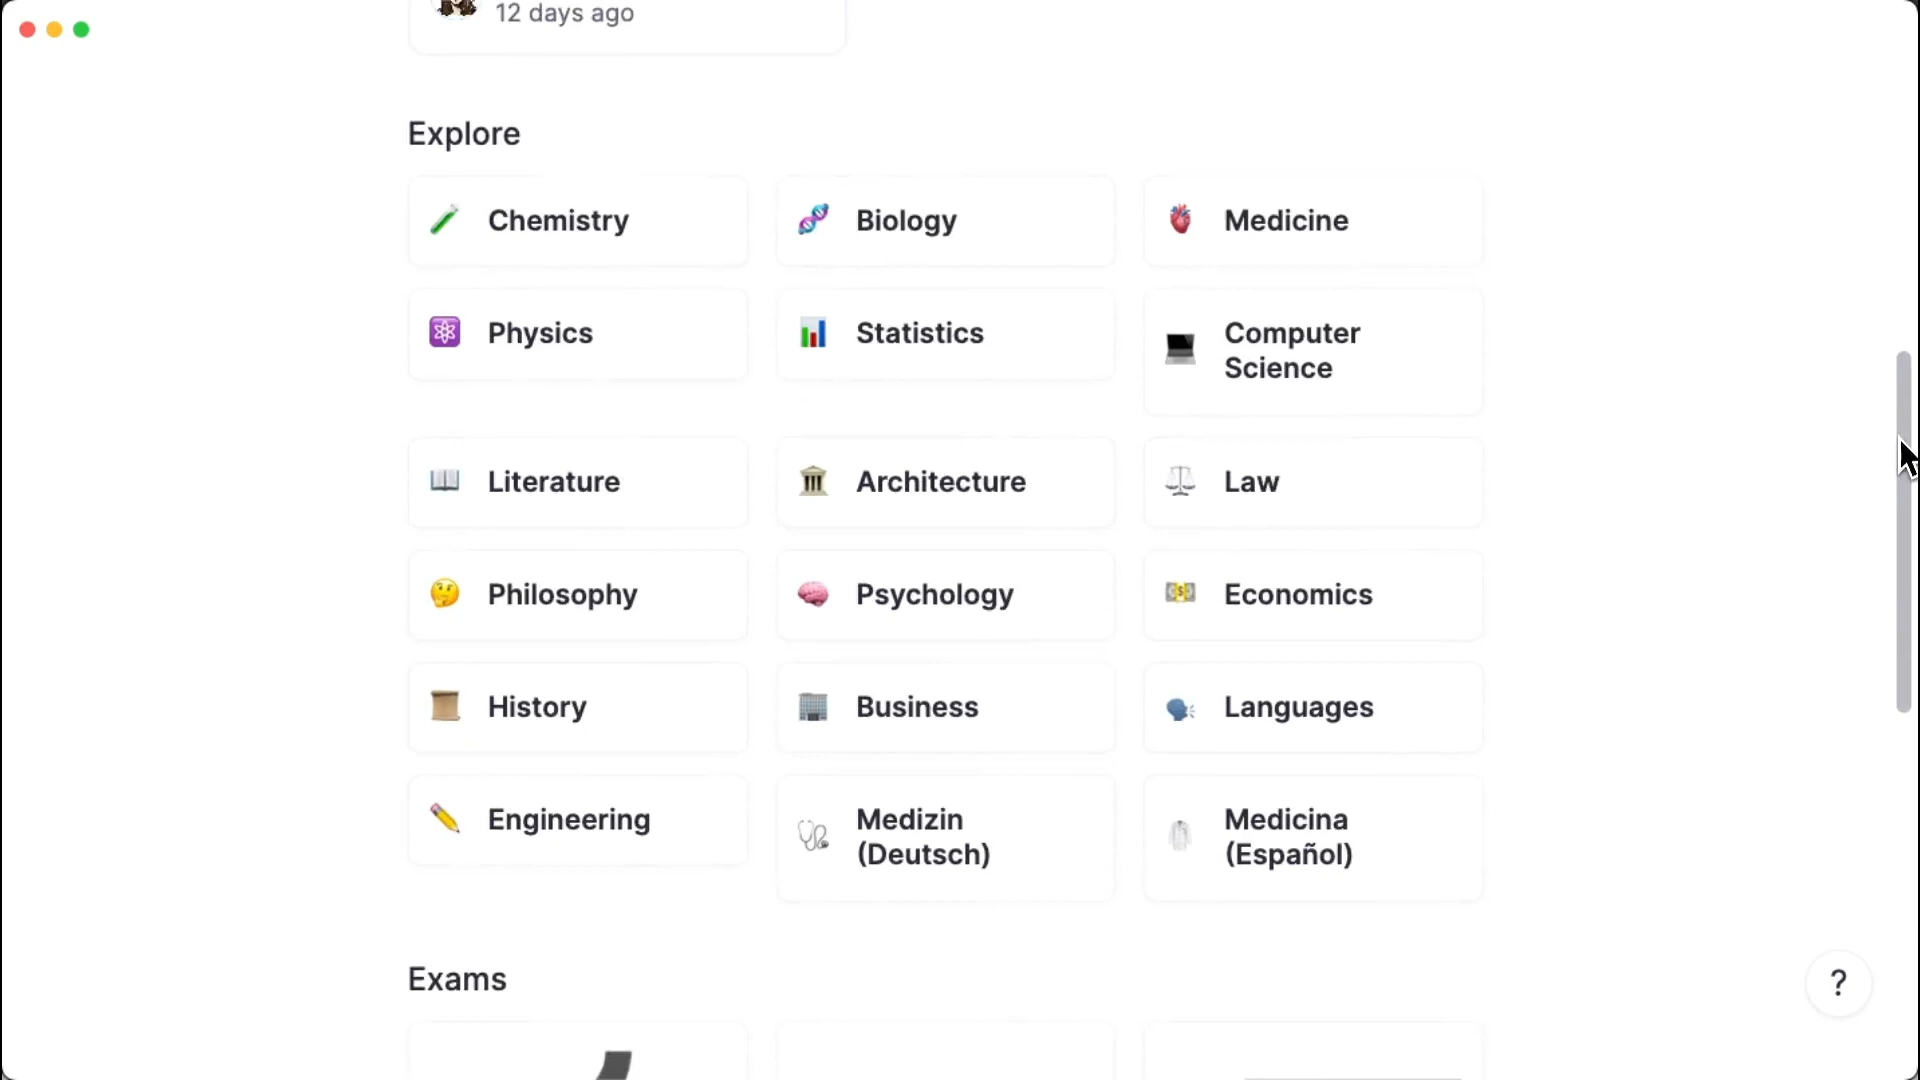 12 days ago
Explore
Chemistry
Biology
Medicine
Physics
Statistics
Computer
Science
Literature
Architecture
Law
Philosophy
Psychology
Economics
History
Business
Languages
Engineering
Medizin
(Deutsch)
Medicina
(Español)
Exams
?